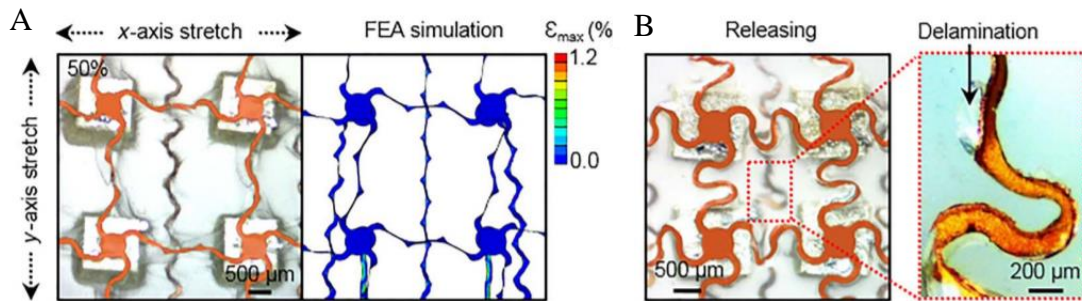 A
x-axis stretch
FEA simulation
εmax (%
B
Releasing
Delamination
y-axis stretch
50%
1.2
0.0
500 μm
500 μm
200 μm